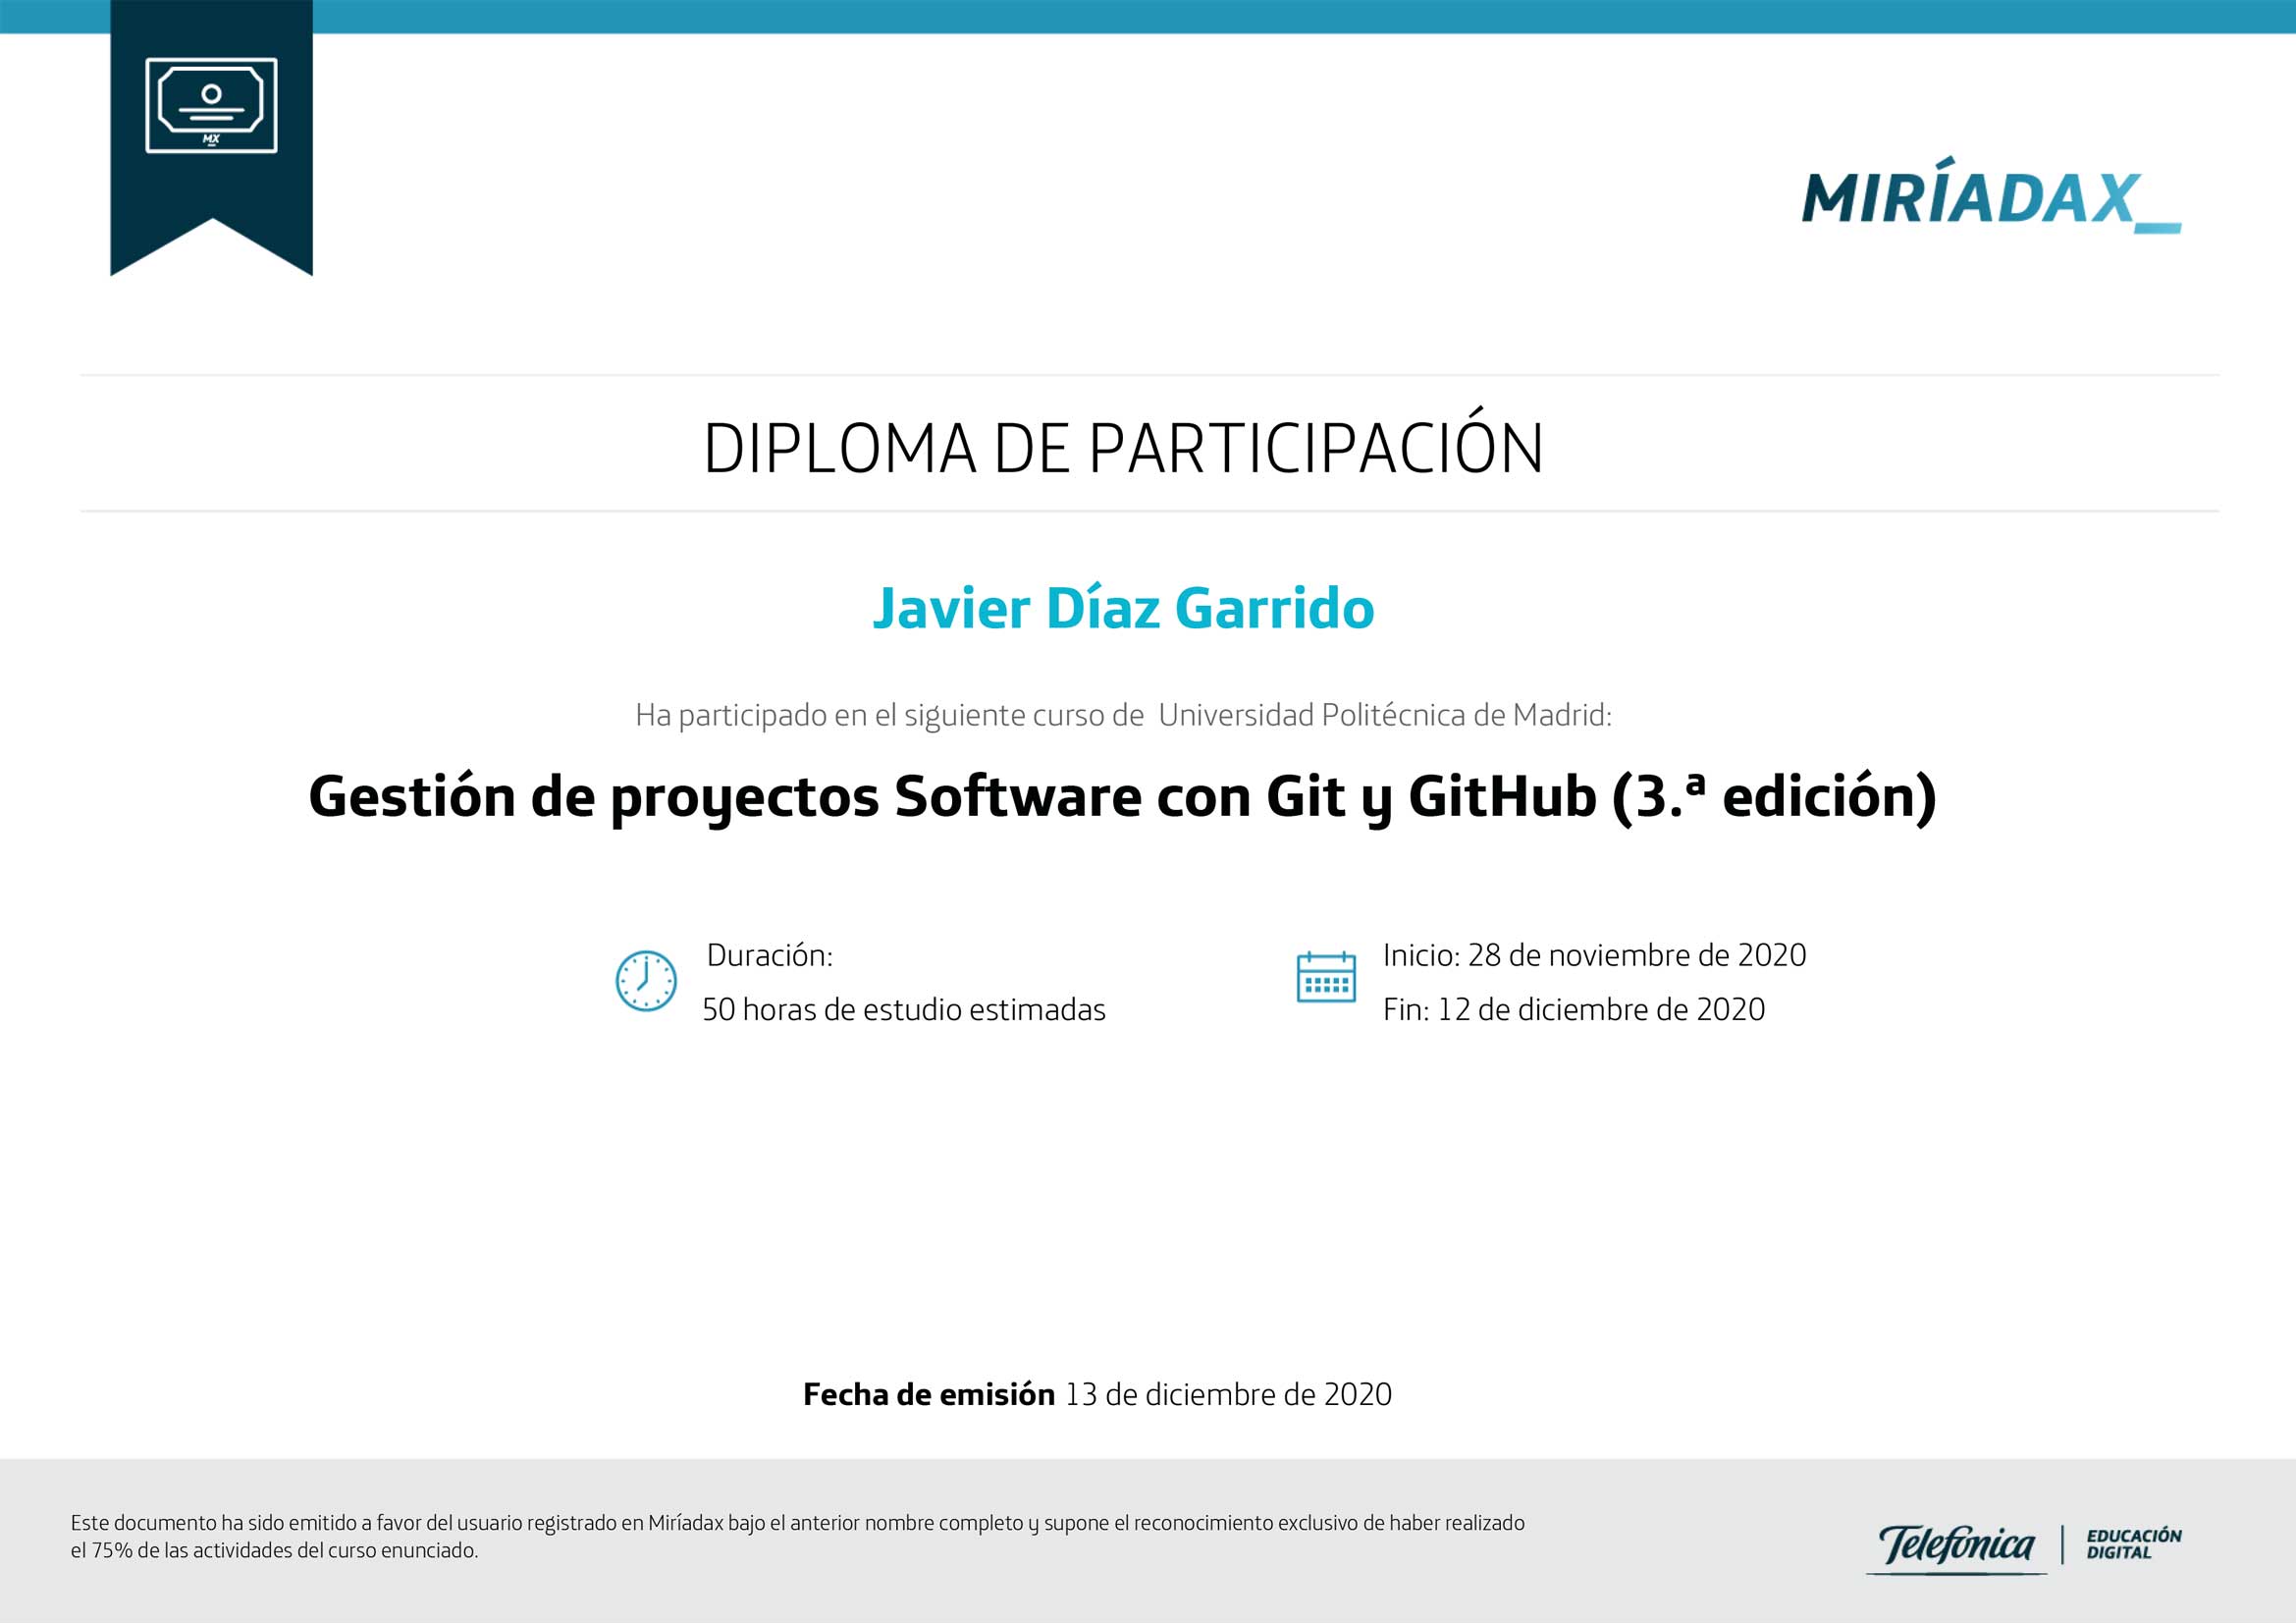 MX
MIRÍADAX_
DIPLOMA DE PARTICIPACIÓN
Javier Díaz Garrido
Ha participado en el siguiente curso de Universidad Politécnica de Madrid:
Gestión de proyectos Software con Git y GitHub (3.ª edición)
Duración:
50 horas de estudio estimadas
Inicio: 28 de noviembre de 2020
Fin: 12 de diciembre de 2020
Fecha de emisión 13 de diciembre de 2020
Este documento ha sido emitido a favor del usuario registrado en Miríadax bajo el anterior nombre completo y supone el reconocimiento exclusivo de haber realizado
el 75% de las actividades del curso enunciado.
Telefónica
EDUCACIÓN
DIGITAL